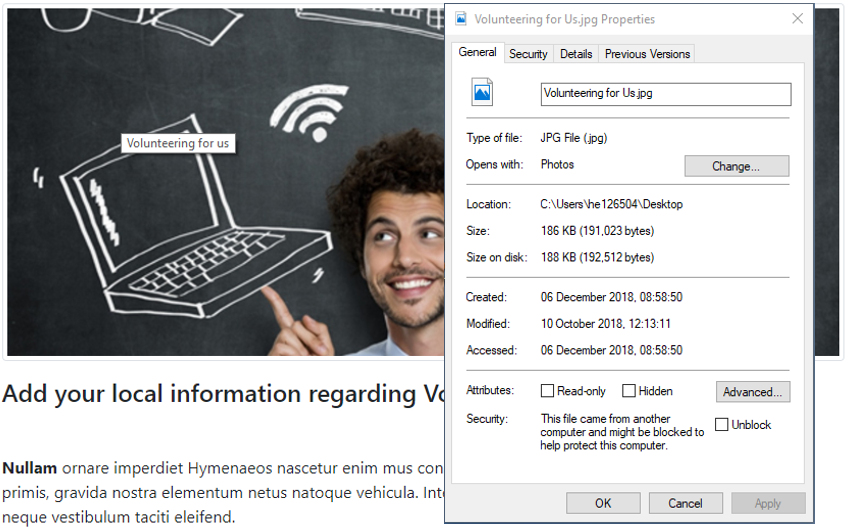 Volunteering for us
Add your local information regarding Vo
Nullam ornare imperdiet Hymenaeos nascetur enim mus con
primis, gravida nostra elementum netus natoque vehicula. Inte
neque vestibulum taciti eleifend.
Volunteering for Us.jpg Properties
General Security Details Previous Versions
Volunteering for Us.jpg
Type of file: JPG File (.jpg)
Opens with: Photos Change...
Location: C:\Users\he126504\Desktop
Size: 186 KB (191,023 bytes)
Size on disk: 188 KB (192,512 bytes)
Created: 06 December 2018, 08:58:50
Modified: 10 October 2018, 12:13:11
Accessed: 06 December 2018, 08:58:50
Attributes: Read-only Hidden Advanced...
Security: This file came from another
computer and might be blocked to
help protect this computer.
Unblock
OK Cancel Apply